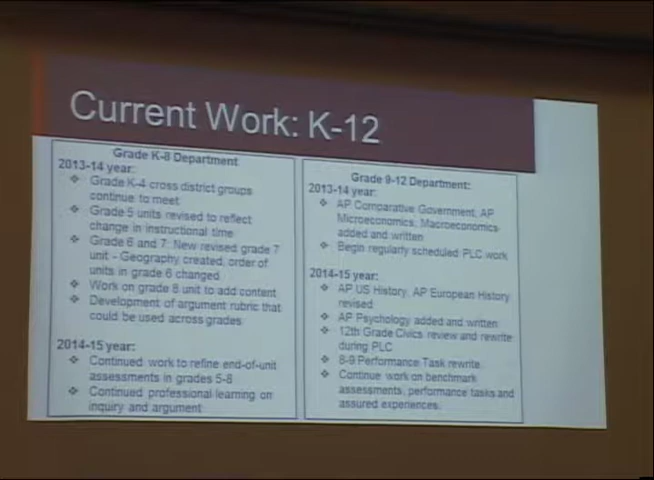 Current Work: K-12
Grade K-8 Department
2013-14 year:
Grade K-4 cross district groups
continue to meet
Grade 5 units revised to reflect
change in instructional time
Grade 6 and 7: New revised grade 7
unit – Geography created, order of
units in grade 6 changed
Work on grade 8 unit to add content
Development of argument rubric that
could be used across grades
2014-15 year:
Continued work to refine end-of-unit
assessments in grades 5-8
Continued professional learning on
inquiry and argument
Grade 9-12 Department:
2013-14 year:
AP Comparative Government, AP
Microeconomics, Macroeconomics
added and written
Begin regularly scheduled PLC work
2014-15 year:
AP US History, AP European History
revised
AP Psychology added and written
12th Grade Civics review and rewrite
during PLC
8-9 Performance Task rewrite
Continue work on benchmark
assessments, performance tasks and
assured experiences.